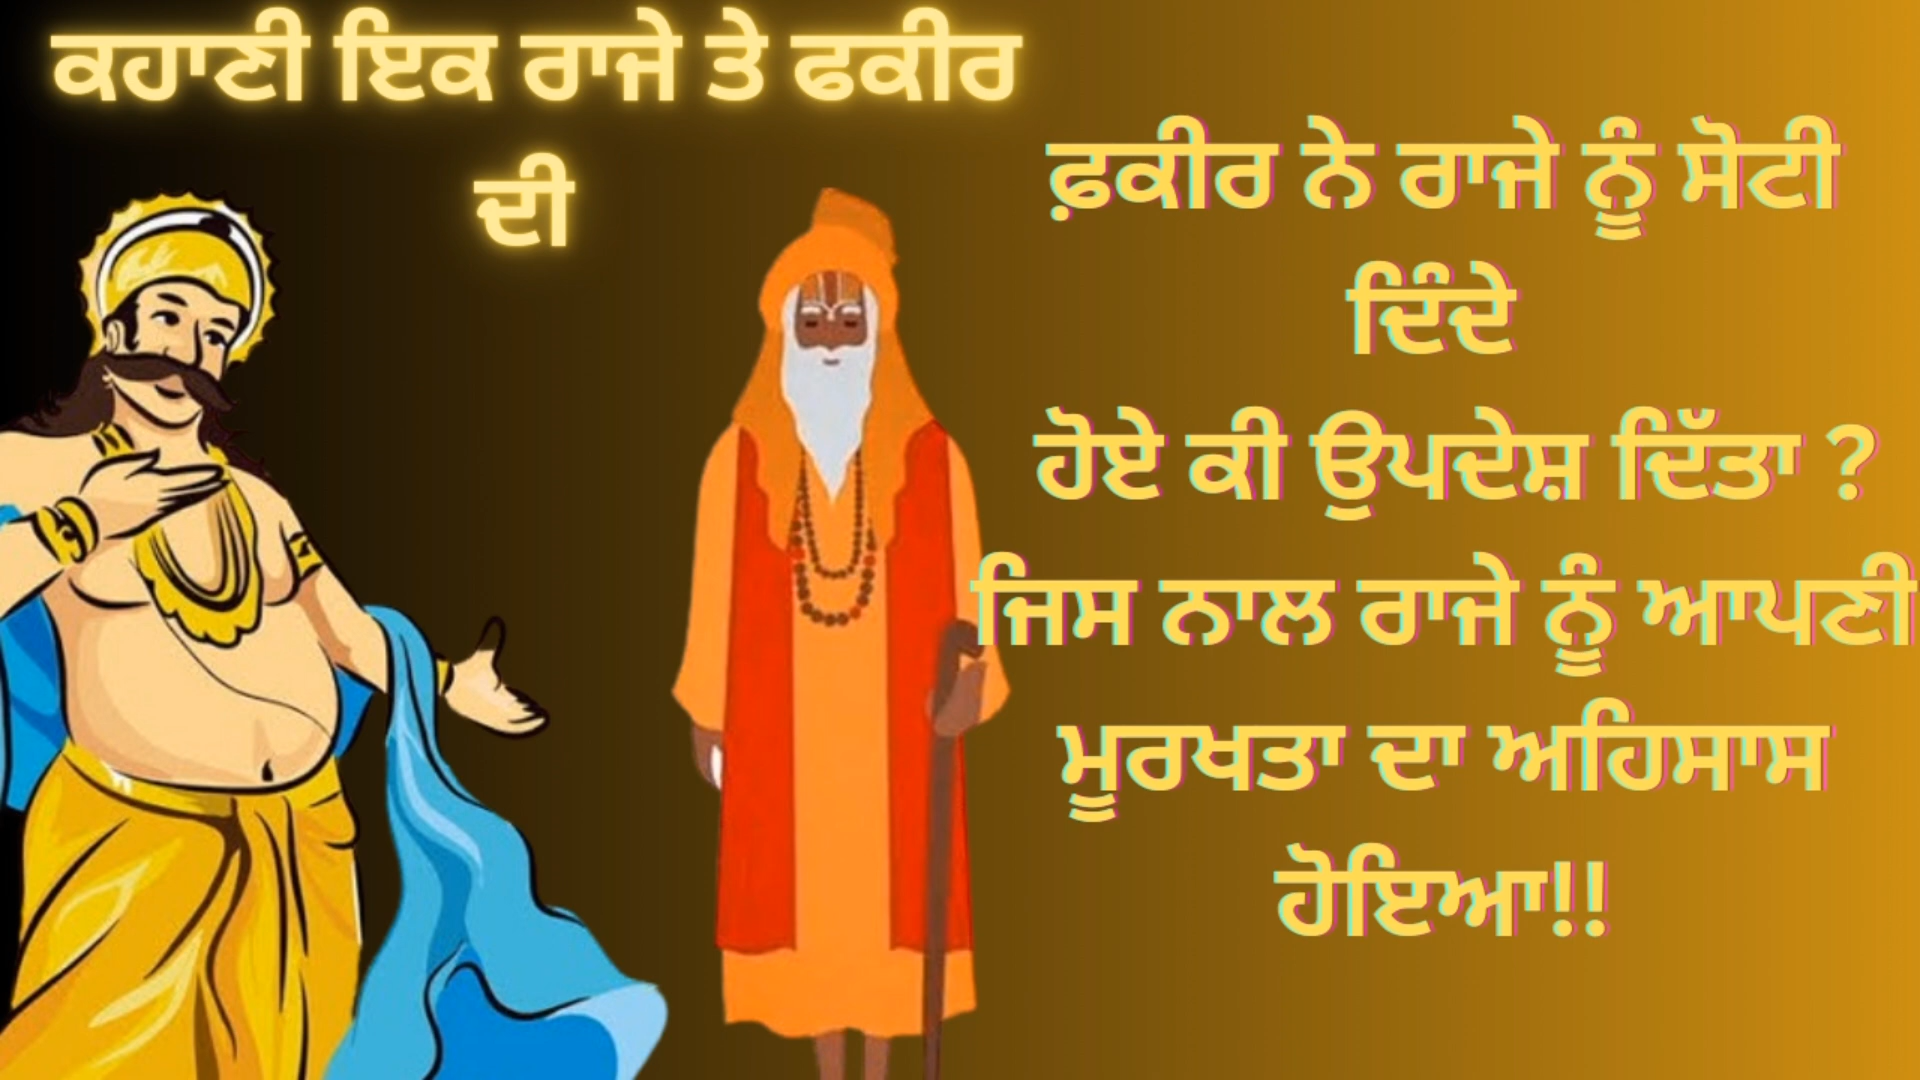 ਕਹਾਣੀ ਇਕ ਰਾਜੇ ਤੇ ਫਕੀਰ
ਦੀ
ਫ਼ਕੀਰ ਨੇ ਰਾਜੇ ਨੂੰ ਸੋਟੀ
ਦਿੰਦੇ
ਹੋਏ ਕੀ ਉਪਦੇਸ਼ ਦਿੱਤਾ ?
ਜਿਸ ਨਾਲ ਰਾਜੇ ਨੂੰ ਆਪਣੀ
ਮੂਰਖਤਾ ਦਾ ਅਹਿਸਾਸ
ਹੋਇਆ!!